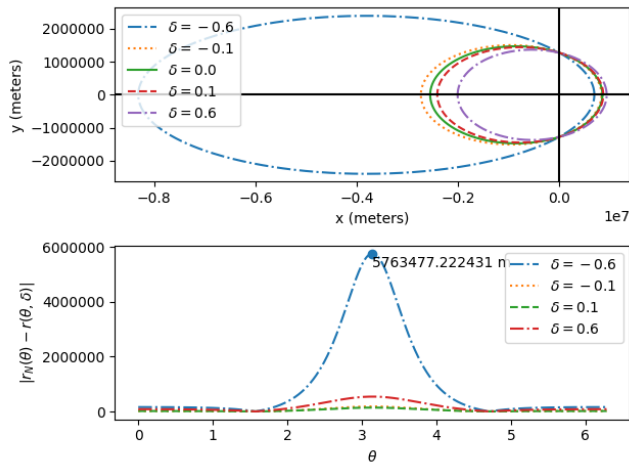 2000000
1000000
0
−1000000
−2000000
y (meters)
δ = −0.6
δ = −0.1
δ = 0.0
δ = 0.1
δ = 0.6
−0.8
−0.6
−0.4
−0.2
0.0
1e7
x (meters)
6000000
4000000
2000000
0
|r_N(θ) − r(θ, δ)|
5763477.222431 m
δ = −0.6
δ = −0.1
δ = 0.1
δ = 0.6
0
1
2
3
4
5
6
θ